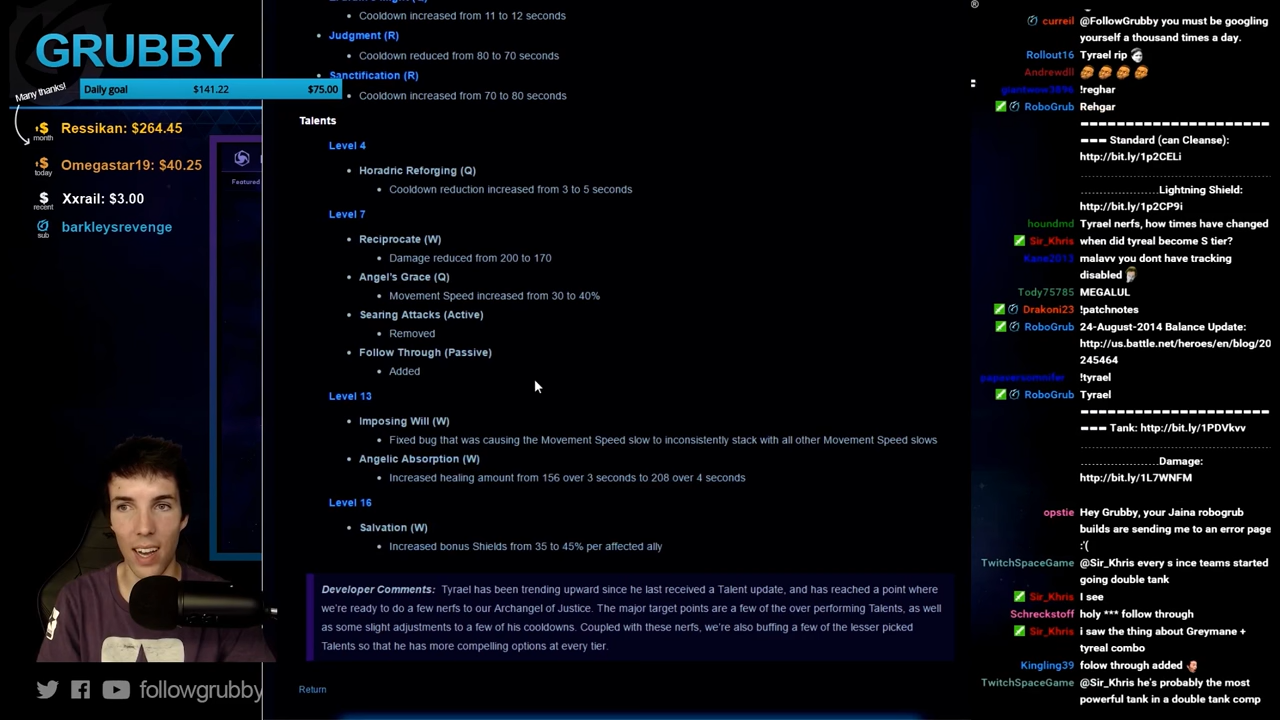 GRUBBY
Many thanks!
Daily goal $141.22 $75.00
month Ressikan: $264.45
today Omegastar19: $40.25
recent Xxrail: $3.00
sub barkleysrevenge
Featured
followgrubby
Cooldown increased from 11 to 12 seconds
Judgment (R)
Cooldown reduced from 80 to 70 seconds
Sanctification (R)
Cooldown increased from 70 to 80 seconds
Talents
Level 4
Horadric Reforging (Q)
Cooldown reduction increased from 3 to 5 seconds
Level 7
Reciprocate (W)
Damage reduced from 200 to 170
Angel's Grace (Q)
Movement Speed increased from 30 to 40%
Searing Attacks (Active)
Removed
Follow Through (Passive)
Added
Level 13
Imposing Will (W)
Fixed bug that was causing the Movement Speed slow to inconsistently stack with all other Movement Speed slows
Angelic Absorption (W)
Increased healing amount from 156 over 3 seconds to 208 over 4 seconds
Level 16
Salvation (W)
Increased bonus Shields from 35 to 45% per affected ally
Developer Comments: Tyrael has been trending upward since he last received a Talent update, and has reached a point where
we're ready to do a few nerfs to our Archangel of Justice. The major target points are a few of the over performing Talents, as well
as some slight adjustments to a few of his cooldowns. Coupled with these nerfs, we're also buffing a few of the lesser picked
Talents so that he has more compelling options at every tier.
Return
®
curreil @FollowGrubby you must be googling
yourself a thousand times a day.
Rollout16 Tyrael rip
Andrewdll
giantwow3896 !reghar
RoboGrub Rehgar
=== Standard (can Cleanse):
http://bit.ly/1p2CELi
Lightning Shield:
http://bit.ly/1p2CP9i
houndmd Tyrael nerfs, how times have changed
Sir_Khris when did tyreal become S tier?
Kane2013 malavv you dont have tracking
disabled
Tody75785 MEGALUL
Drakoni23 !patchnotes
RoboGrub 24-August-2014 Balance Update:
http://us.battle.net/heroes/en/blog/20
245464
!tyrael
RoboGrub Tyrael
=== Tank: http://bit.ly/1PDVkvv
Damage:
http://bit.ly/1L7WNFM
opstie Hey Grubby, your Jaina robogrub
builds are sending me to an error page
:'(
TwitchSpaceGame @Sir_Khris every s ince teams started
going double tank
Sir_Khris I see
Schreckstoff holy *** follow through
Sir_Khris i saw the thing about Greymane +
tyreal combo
Kingling39 folow through added
TwitchSpaceGame @Sir_Khris he's probably the most
powerful tank in a double tank comp